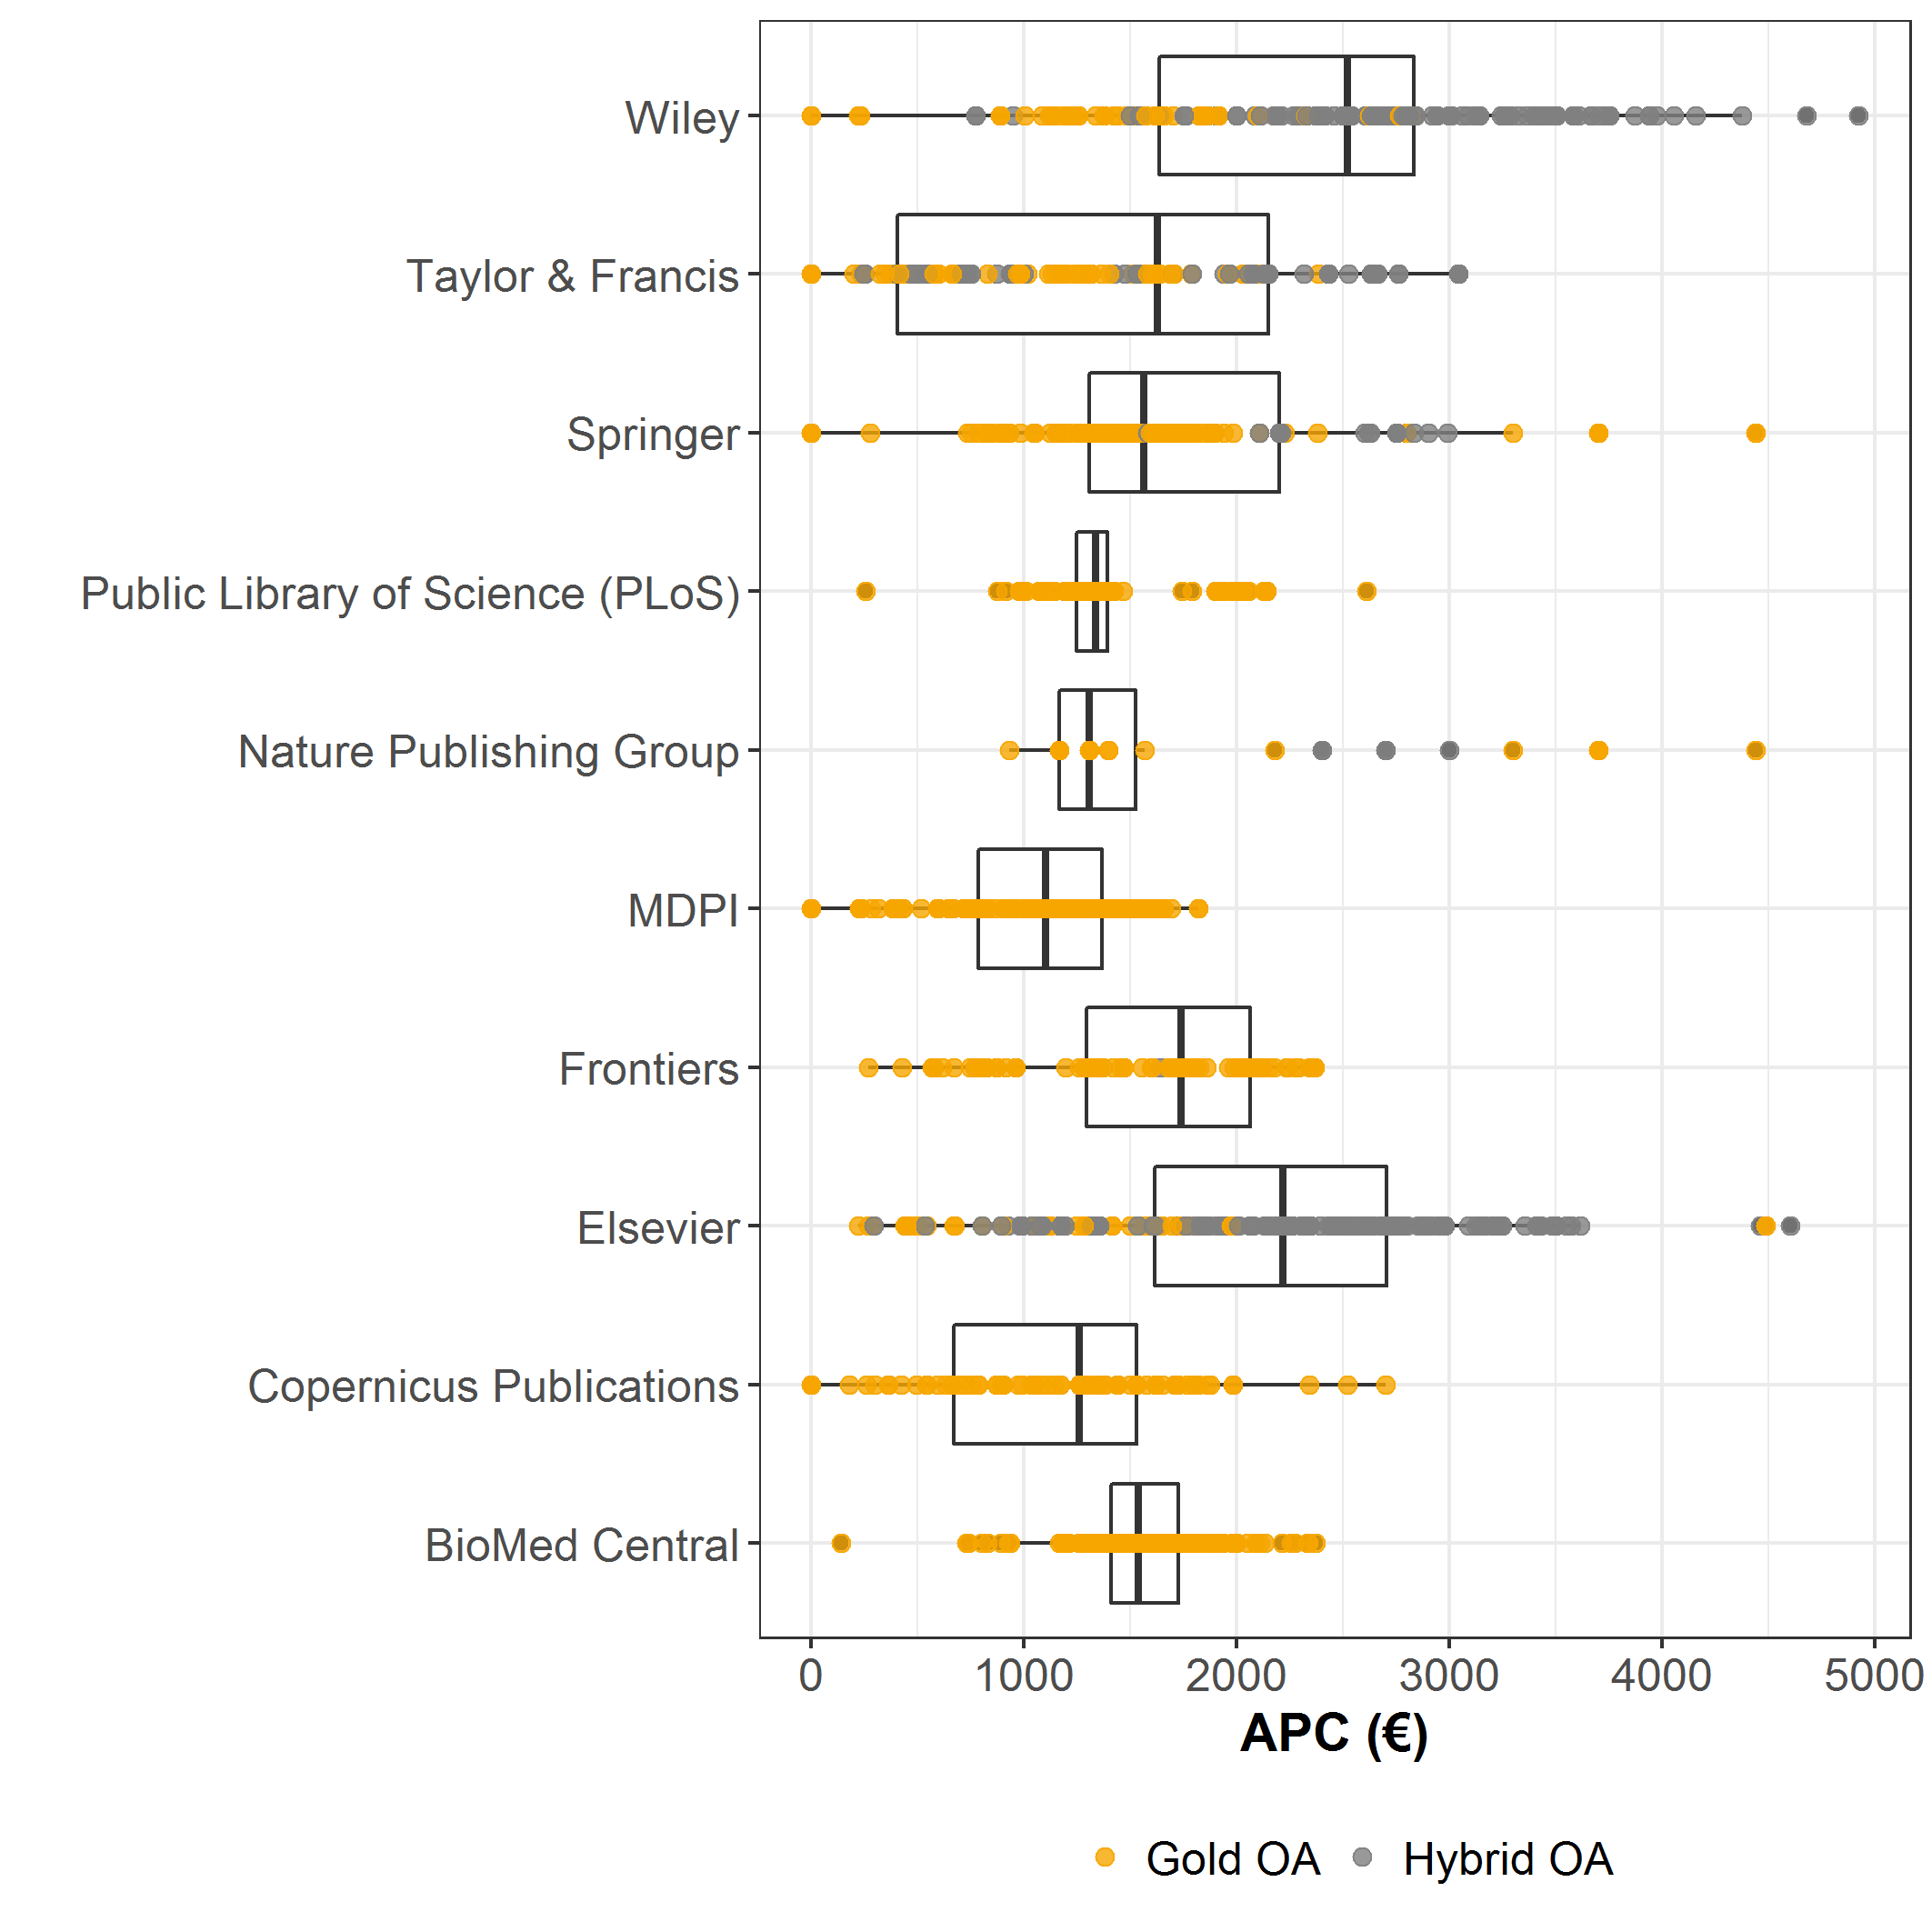 Wiley
Taylor & Francis
Springer
Public Library of Science (PLoS)
Nature Publishing Group
MDPI
Frontiers
Elsevier
Copernicus Publications
BioMed Central
0 1000 2000 3000 4000 5000
APC (€)
Gold OA Hybrid OA